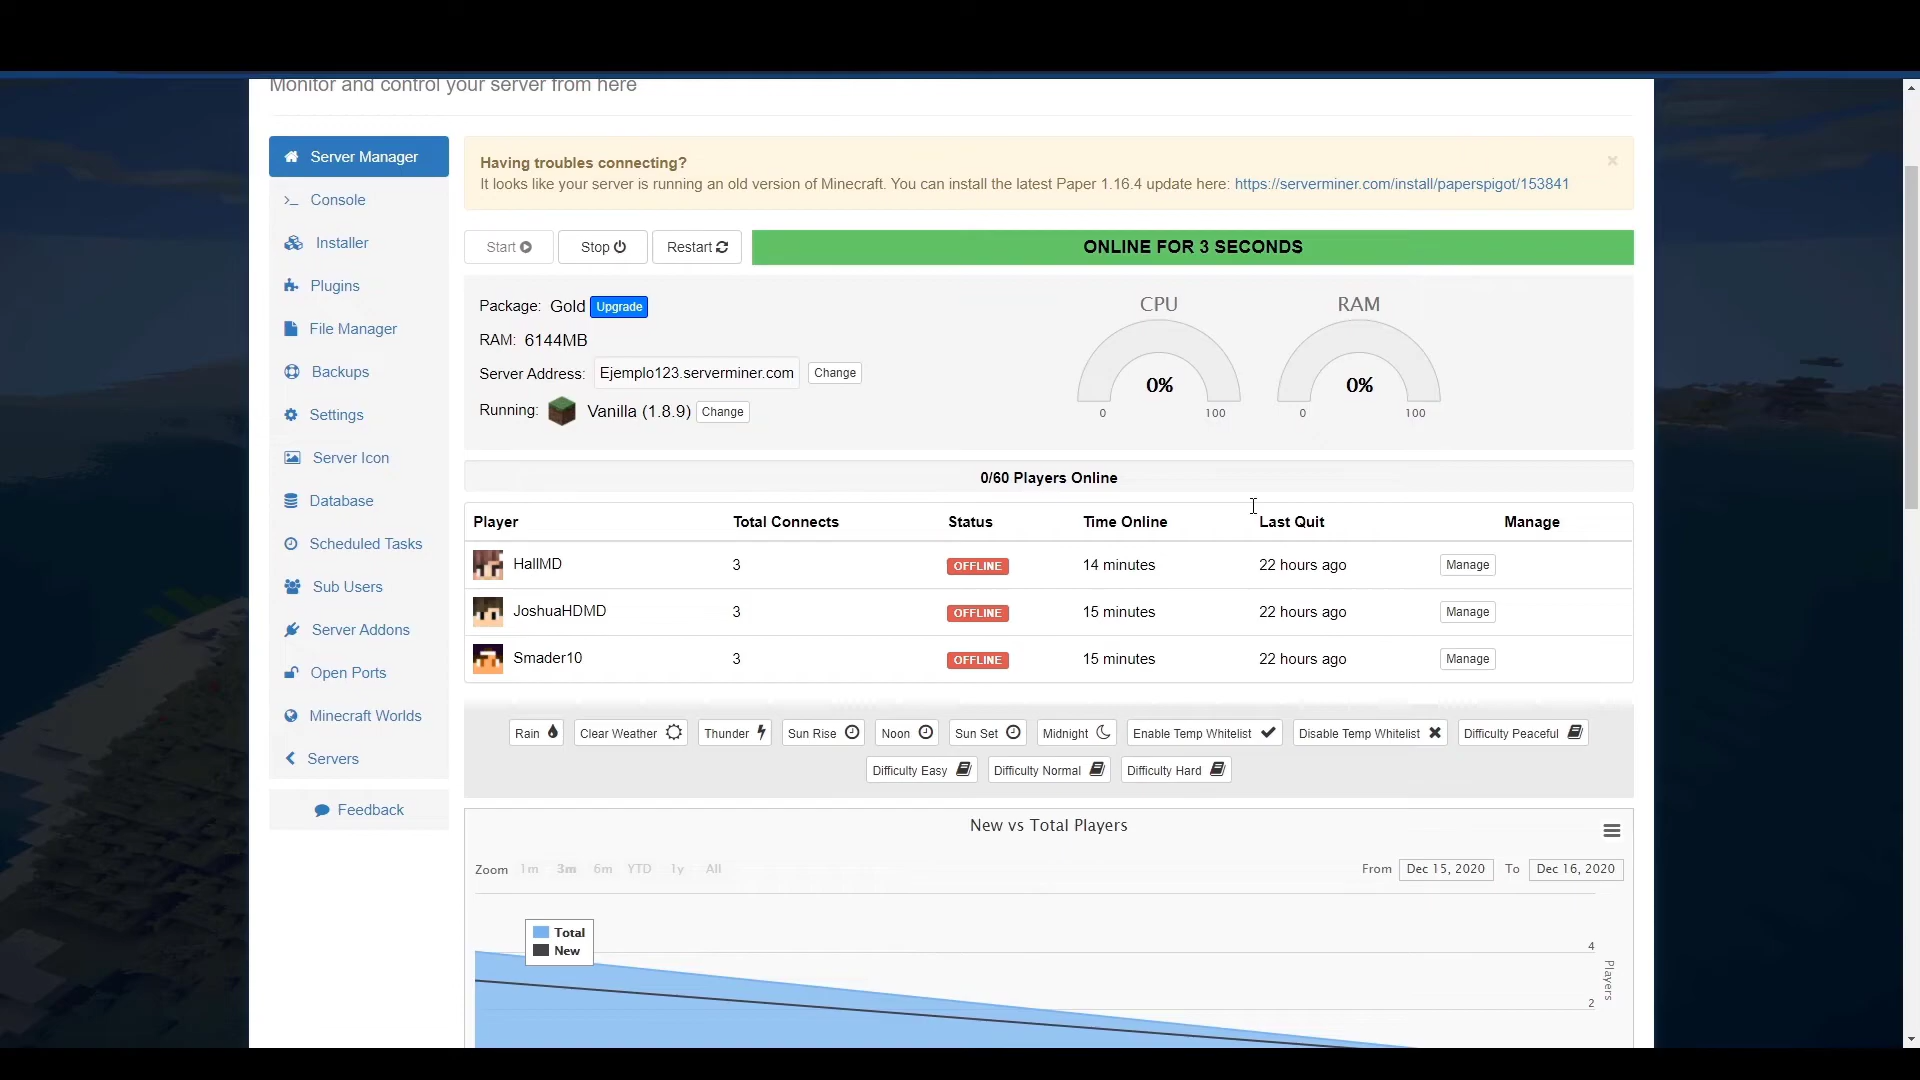 Monitor and control your server from here
Server Manager
Console
Installer
Plugins
File Manager
Backups
Settings
Server Icon
Database
Scheduled Tasks
Sub Users
Server Addons
Open Ports
Minecraft Worlds
Servers
Feedback
Having troubles connecting?
It looks like your server is running an old version of Minecraft. You can install the latest Paper 1.16.4 update here: https://serverminer.com/install/paperspigot/153841
Start Stop Restart ONLINE FOR 3 SECONDS
Package: Gold Upgrade
RAM: 6144MB
Server Address: Ejemplo123.serverminer.com Change
Running: Vanilla (1.8.9) Change
CPU RAM
0% 0%
0 100 0 100
0/60 Players Online
Player Total Connects Status Time Online Last Quit Manage
HallMD 3 OFFLINE 14 minutes 22 hours ago Manage
JoshuaHDMD 3 OFFLINE 15 minutes 22 hours ago Manage
Smader10 3 OFFLINE 15 minutes 22 hours ago Manage
Rain Clear Weather Thunder Sun Rise Noon Sun Set Midnight Enable Temp Whitelist Disable Temp Whitelist Difficulty Peaceful
Difficulty Easy Difficulty Normal Difficulty Hard
New vs Total Players
Zoom 1m 3m 6m YTD 1y All From Dec 15, 2020 To Dec 16, 2020
Total
New
4
2
Players